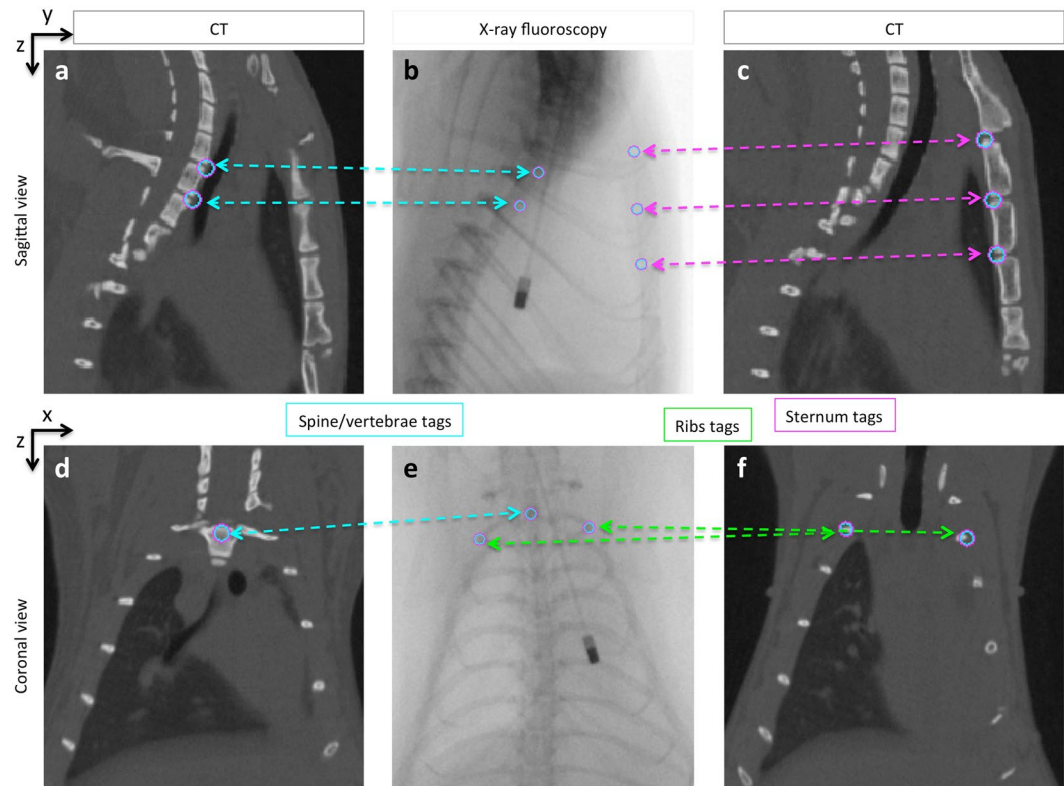 y
z
CT
X-ray fluoroscopy
CT
a
b
c
Sagittal view
x
z
Spine/vertebrae tags
Ribs tags
Sternum tags
d
e
f
Coronal view